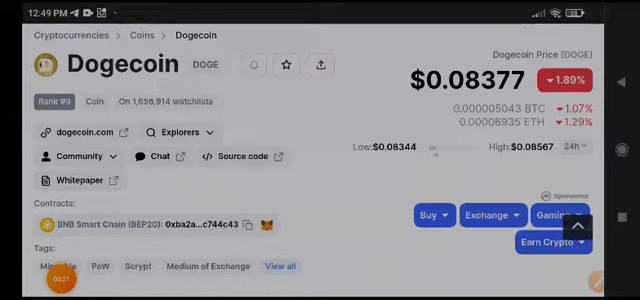 12:49 PM
Cryptocurrencies > Coins > Dogecoin
Dogecoin DOGE
Dogecoin Price (DOGE)
$0.08377 1.89%
Rank #9 Coin On 1,656,914 watchlists
0.000005043 BTC 1.07%
0.00006935 ETH 1.29%
dogecoin.com Explorers
Low:$0.08344 High:$0.08567 24h
Community Chat Source code
Whitepaper
Sponsored
Contracts:
Buy Exchange Gaming
BNB Smart Chain (BEP20): 0xba2a...c744c43
Earn Crypto
Tags:
PoW Scrypt Medium of Exchange View all
00:21